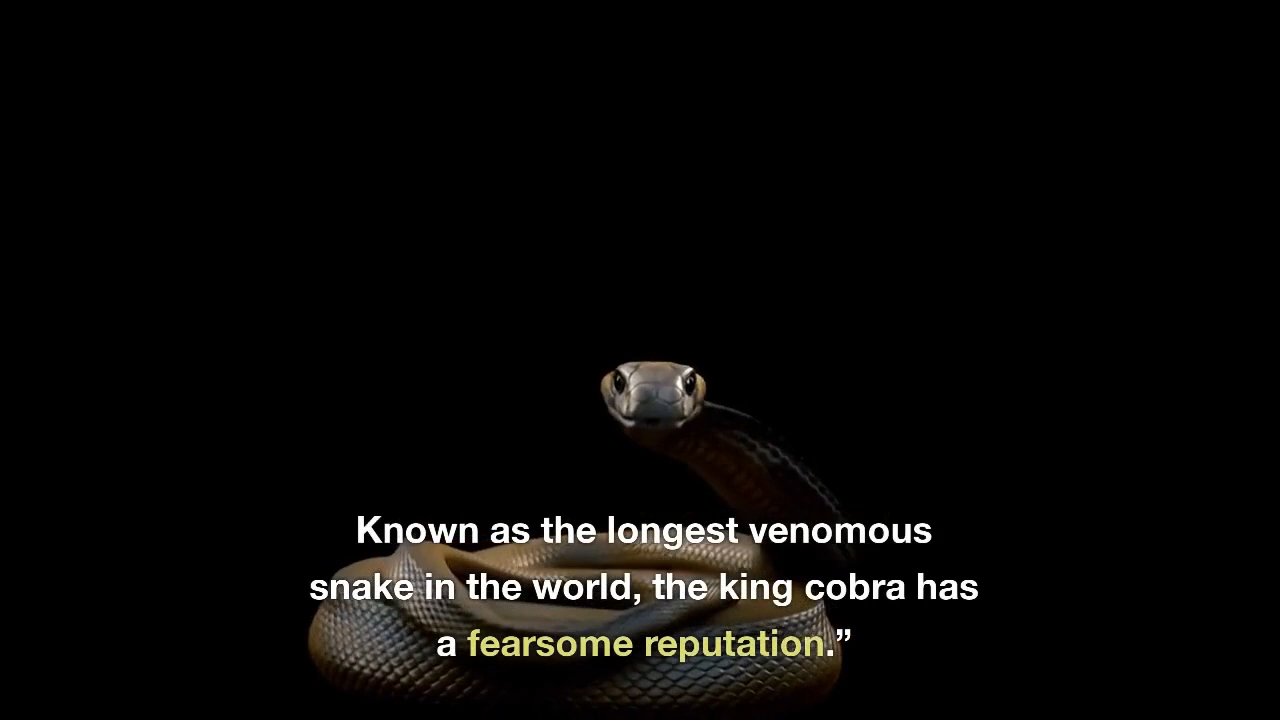 Known as the longest venomous
snake in the world, the king cobra has
a fearsome reputation.”